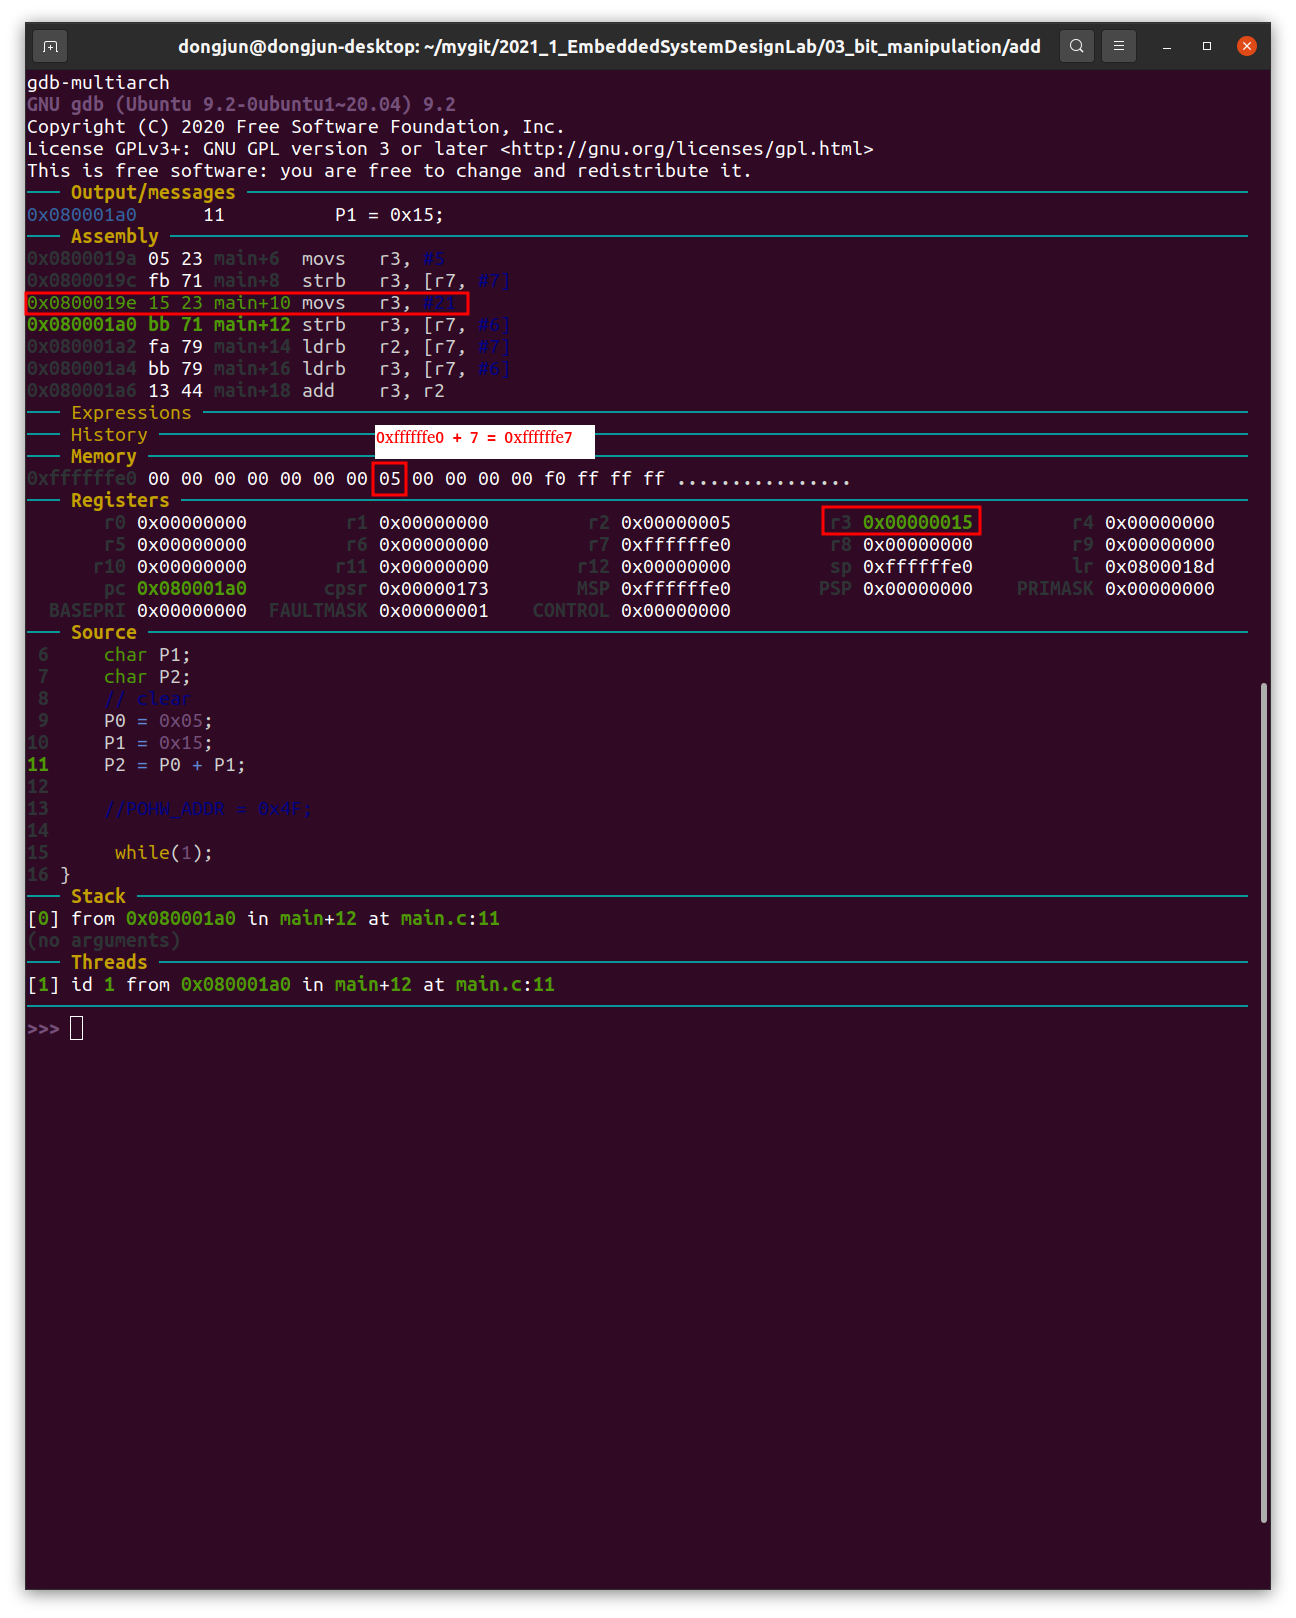 dongjun@dongjun-desktop: ~/mygit/2021_1_EmbeddedSystemDesignLab/03_bit_manipulation/add
gdb-multiarch
GNU gdb (Ubuntu 9.2-0ubuntu1~20.04) 9.2
Copyright (C) 2020 Free Software Foundation, Inc.
License GPLv3+: GNU GPL version 3 or later <http://gnu.org/licenses/gpl.html>
This is free software: you are free to change and redistribute it.
Output/messages
0x080001a0 11 P1 = 0x15;
Assembly
0x0800019a 05 23 main+6 movs r3, #5
0x0800019c fb 71 main+8 strb r3, [r7, #7]
0x0800019e 15 23 main+10 movs r3, #21
0x080001a0 bb 71 main+12 strb r3, [r7, #6]
0x080001a2 fa 79 main+14 ldrb r2, [r7, #7]
0x080001a4 bb 79 main+16 ldrb r3, [r7, #6]
0x080001a6 13 44 main+18 add r3, r2
Expressions
History
0xffffffe0 + 7 = 0xffffffe7
Memory
0xffffffe0 00 00 00 00 00 00 00 05 00 00 00 00 f0 ff ff ff ................
Registers
r0 0x00000000 r1 0x00000000 r2 0x00000005 r3 0x00000015 r4 0x00000000
r5 0x00000000 r6 0x00000000 r7 0xffffffe0 r8 0x00000000 r9 0x00000000
r10 0x00000000 r11 0x00000000 r12 0x00000000 sp 0xffffffe0 lr 0x0800018d
pc 0x080001a0 cpsr 0x00000173 MSP 0xffffffe0 PSP 0x00000000 PRIMASK 0x00000000
BASEPRI 0x00000000 FAULTMASK 0x00000001 CONTROL 0x00000000
Source
6 char P1;
7 char P2;
8 // clear
9 P0 = 0x05;
10 P1 = 0x15;
11 P2 = P0 + P1;
12
13 //POHW_ADDR = 0x4F;
14
15 while(1);
16 }
Stack
[0] from 0x080001a0 in main+12 at main.c:11
(no arguments)
Threads
[1] id 1 from 0x080001a0 in main+12 at main.c:11
>>>